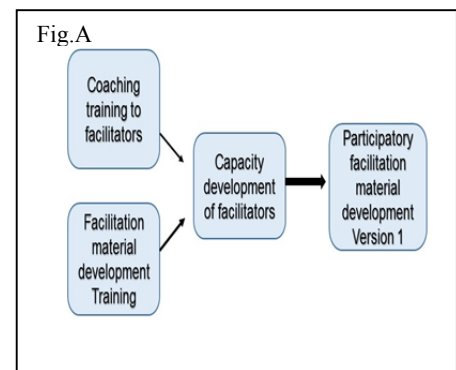 Fig.A
Coaching
training to
facilitators
Facilitation
material
development
Training
Capacity
development
of facilitators
Participatory
facilitation
material
development
Version 1